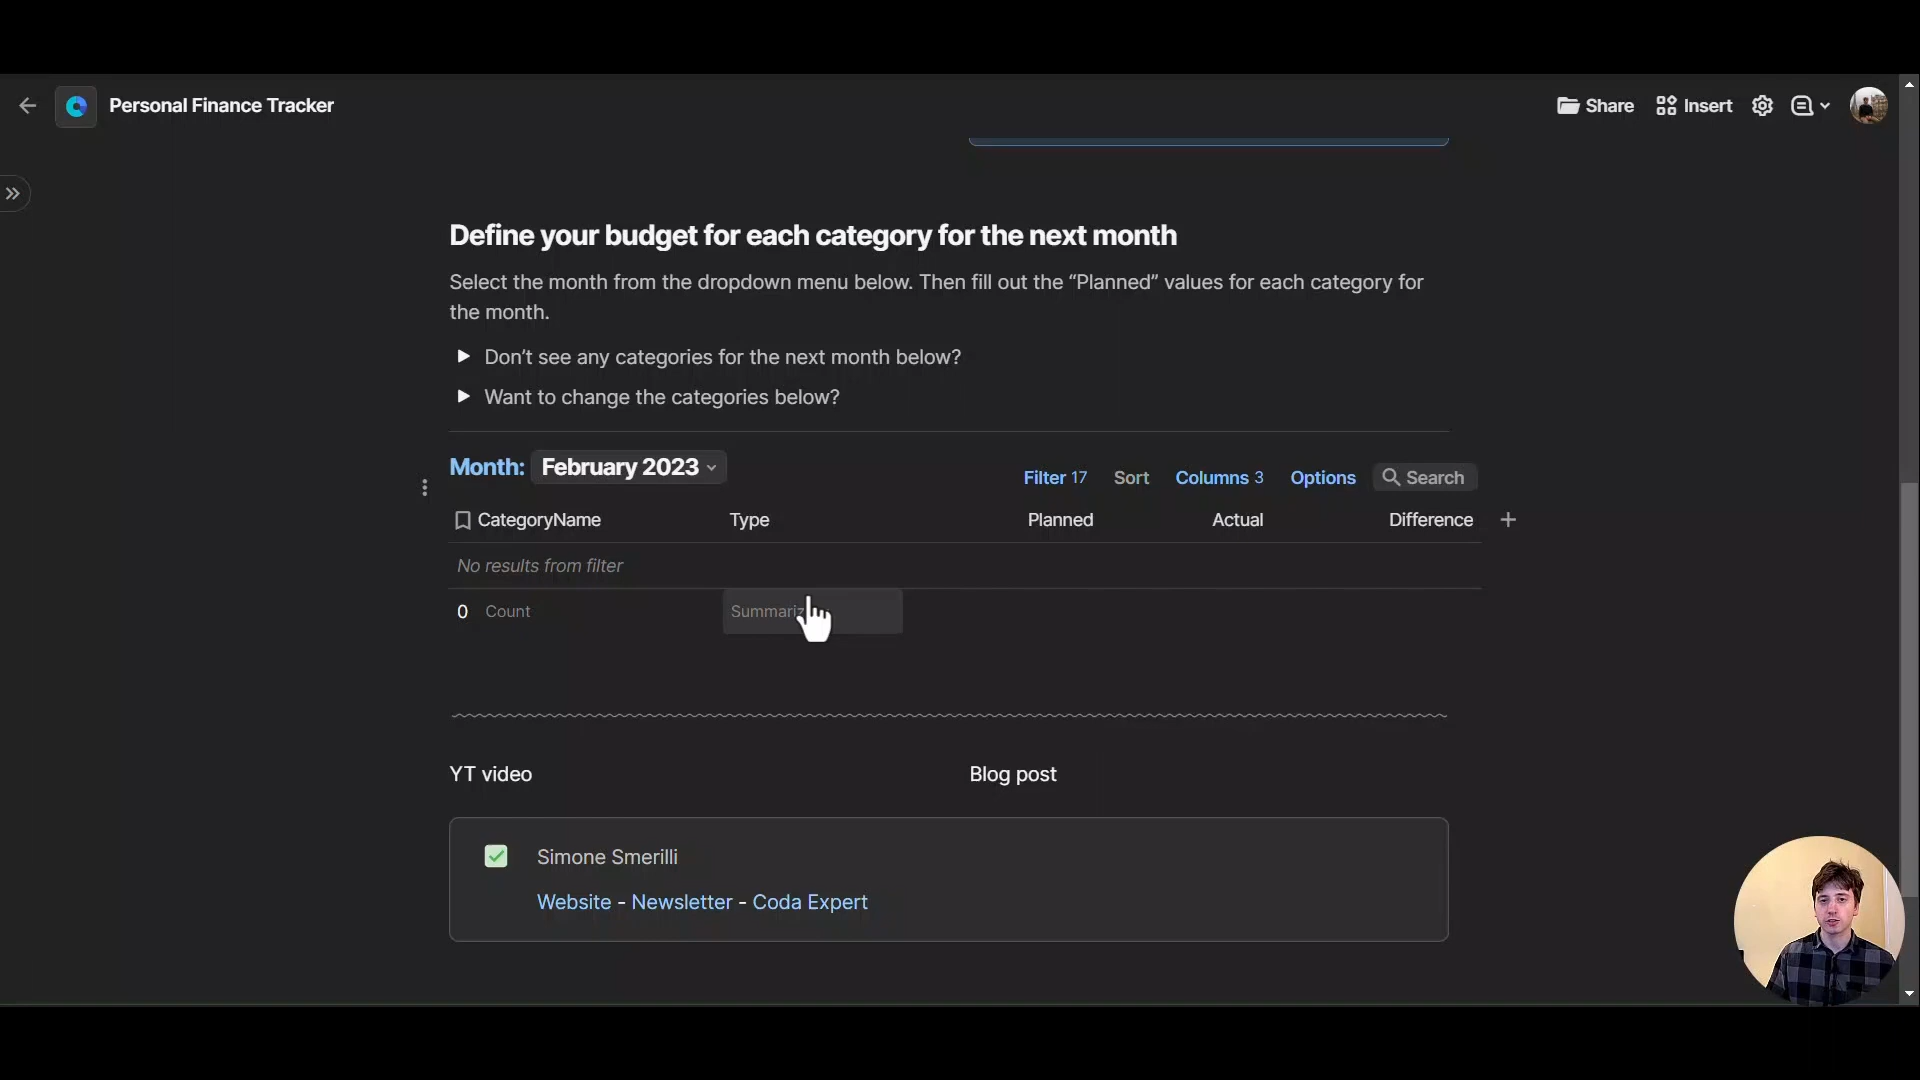 Personal Finance Tracker
Share
Insert
Define your budget for each category for the next month
Select the month from the dropdown menu below. Then fill out the “Planned” values for each category for
the month.
Don’t see any categories for the next month below?
Want to change the categories below?
Month: February 2023
Filter 17 Sort Columns 3 Options Search
CategoryName Type Planned Actual Difference
No results from filter
0 Count Summariz
YT video Blog post
Simone Smerilli
Website - Newsletter - Coda Expert